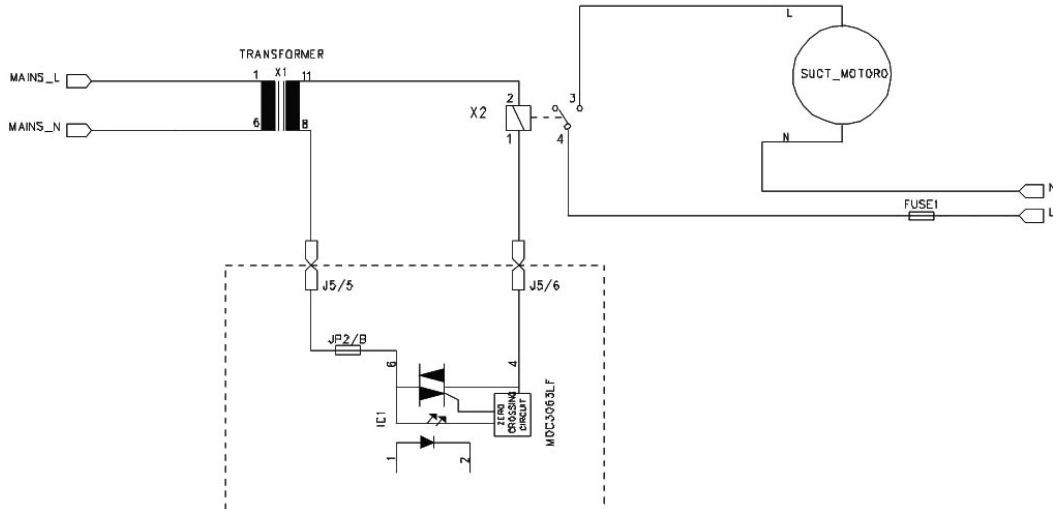 L
TRANSFORMER
X1
MAINS_L
1
11
SUCT_MOTOR0
2
3
X2
MAINS_N
6
8
1
4
N
N
FUSE1
L
J5/5
J5/6
JP2/B
6
4
IC1
ZERO
CROSSING
CIRCUIT
MOC3063LF
1
2